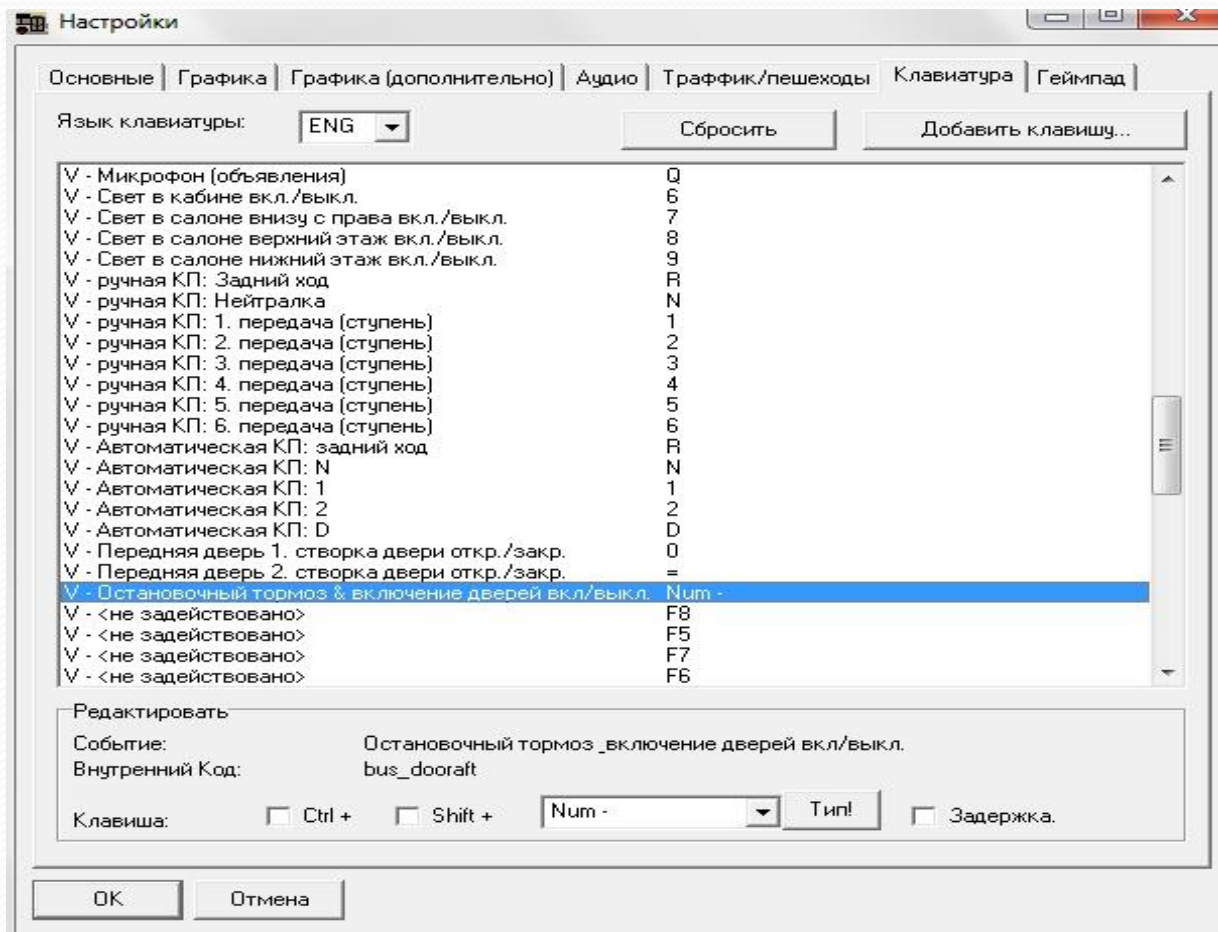 Настройки
Основные Графика Графика (дополнительно) Аудио Траффик/пешеходы Клавиатура Геймпад
Язык клавиатуры: ENG Сбросить Добавить клавишу...
V - Микрофон (объявления) Q
V - Свет в кабине вкл./выкл. 6
V - Свет в салоне внизу с права вкл./выкл. 7
V - Свет в салоне верхний этаж вкл./выкл. 8
V - Свет в салоне нижний этаж вкл./выкл. 9
V - ручная КП: Задний ход R
V - ручная КП: Нейтралка N
V - ручная КП: 1. передача (ступень) 1
V - ручная КП: 2. передача (ступень) 2
V - ручная КП: 3. передача (ступень) 3
V - ручная КП: 4. передача (ступень) 4
V - ручная КП: 5. передача (ступень) 5
V - ручная КП: 6. передача (ступень) 6
V - Автоматическая КП: задний ход R
V - Автоматическая КП: N N
V - Автоматическая КП: 1 1
V - Автоматическая КП: 2 2
V - Автоматическая КП: D D
V - Передняя дверь 1. створка двери откр./закр. 0
V - Передняя дверь 2. створка двери откр./закр. =
V - Остановочный тормоз & включение дверей вкл/выкл. Num -
V - <не задействовано> F8
V - <не задействовано> F5
V - <не задействовано> F7
V - <не задействовано> F6
Редактировать
Событие: Остановочный тормоз _включение дверей вкл/выкл.
Внутренний Код: bus_dooraft
Клавиша: Ctrl + Shift + Num - Тип! Задержка.
OK Отмена